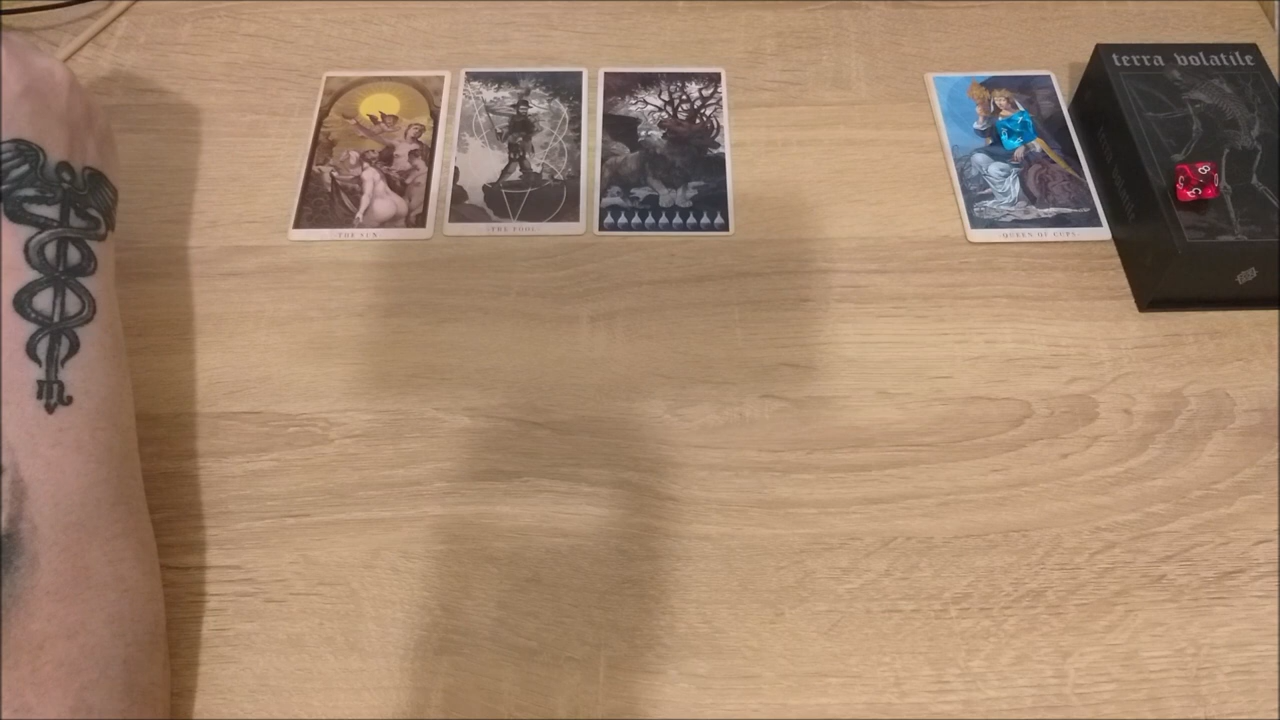 THE SUN
THE FOOL
QUEEN OF CUPS
terra volatile